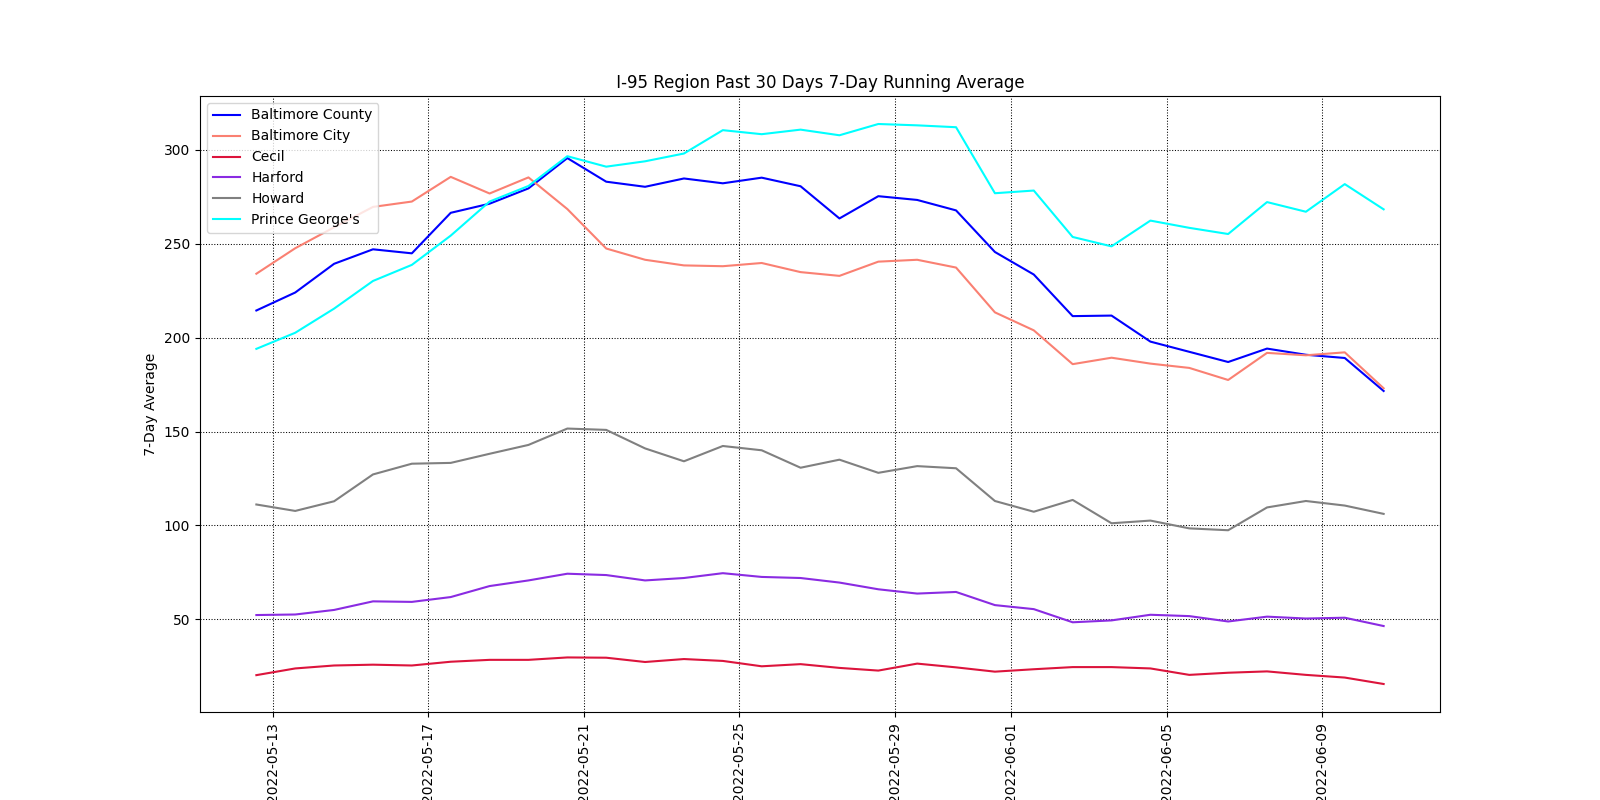 I-95 Region Past 30 Days 7-Day Running Average
Baltimore County
Baltimore City
Cecil
Harford
Howard
Prince George's
300
250
200
150
100
50
7-Day Average
2022-05-13
2022-05-17
2022-05-21
2022-05-25
2022-05-29
2022-06-01
2022-06-05
2022-06-09